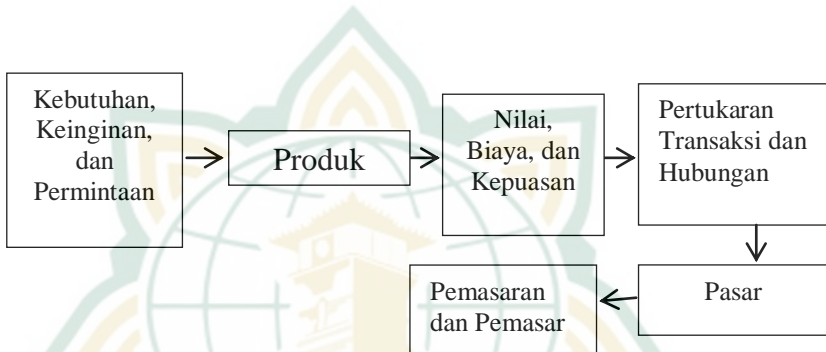 Kebutuhan,
Keinginan,
dan
Permintaan
Produk
Nilai,
Biaya, dan
Kepuasan
Pertukaran
Transaksi dan
Hubungan
Pasar
Pemasaran
dan Pemasar